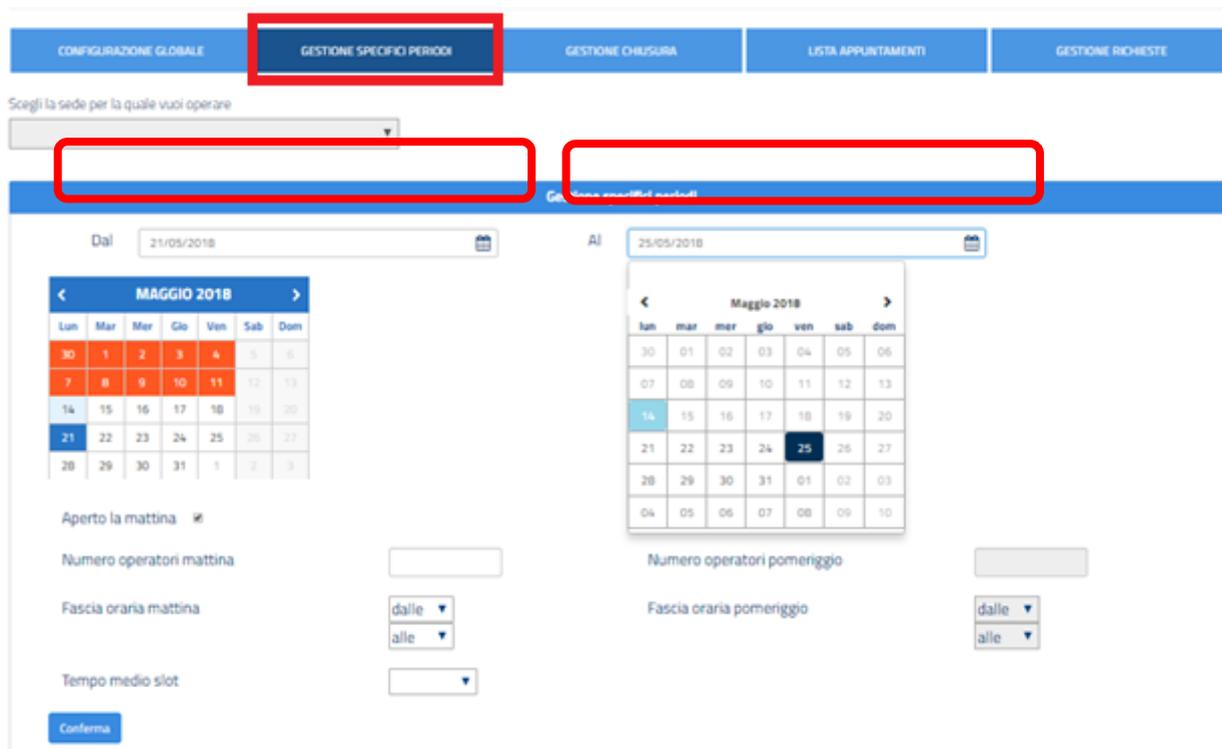 CONFIGURAZIONE GLOBALE GESTIONE SPECIFICI PERIODI GESTIONE CHIUSURA LISTA APPUNTAMENTI GESTIONE RICHIESTE
Scegli la sede per la quale vuoi operare
Gestione specifici periodi
Dal 21/05/2018 Al 25/05/2018
MAGGIO 2018
Lun Mar Mer Gio Ven Sab Dom
30 1 2 3 4 5 6
7 8 9 10 11 12 13
14 15 16 17 18 19 20
21 22 23 24 25 26 27
28 29 30 31 1 2 3
Maggio 2018
lun mar mer gio ven sab dom
30 01 02 03 04 05 06
07 08 09 10 11 12 13
14 15 16 17 18 19 20
21 22 23 24 25 26 27
28 29 30 31 01 02 03
04 05 06 07 08 09 10
Aperto la mattina
Numero operatori mattina Numero operatori pomeriggio
Fascia oraria mattina dalle Fascia oraria pomeriggio dalle
alle alle
Tempo medio slot
Conferma